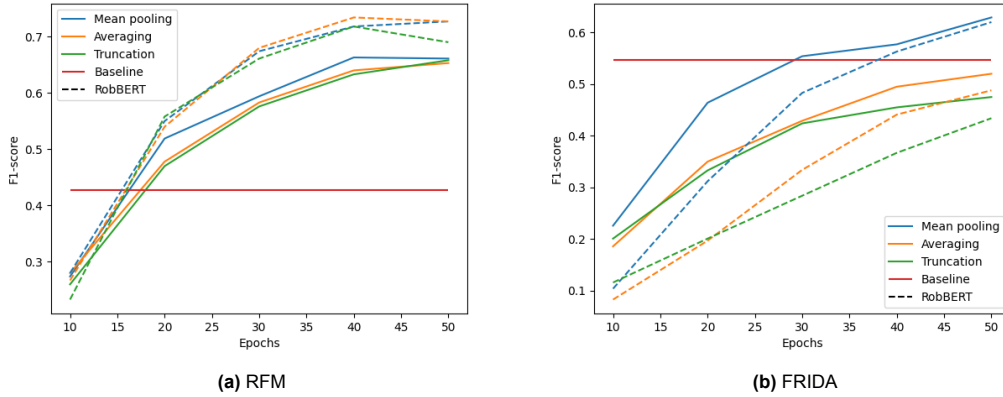 Mean pooling
Averaging
Truncation
Baseline
RobBERT
F1-score
0.7
0.6
0.5
0.4
0.3
10 15 20 25 30 35 40 45 50
Epochs
(a) RFM
F1-score
0.6
0.5
0.4
0.3
0.2
0.1
Mean pooling
Averaging
Truncation
Baseline
RobBERT
10 15 20 25 30 35 40 45 50
Epochs
(b) FRIDA